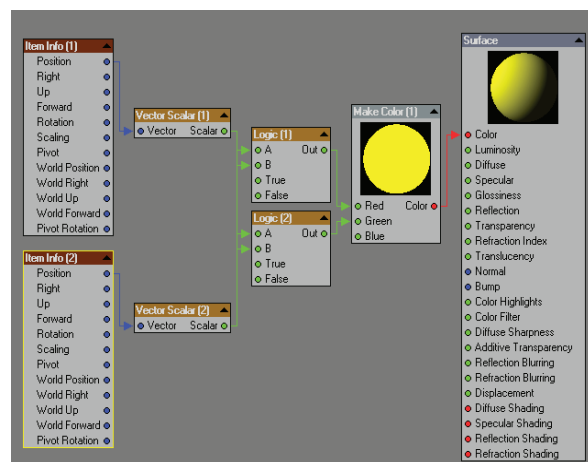 Item Info (1)
Position
Right
Up
Forward
Rotation
Scaling
Pivot
World Position
World Right
World Up
World Forward
Pivot Rotation
Item Info (2)
Position
Right
Up
Forward
Rotation
Scaling
Pivot
World Position
World Right
World Up
World Forward
Pivot Rotation
Vector Scalar (1)
Vector Scalar
Vector Scalar (2)
Vector Scalar
Logic (1)
A Out
B
True
False
Logic (2)
A Out
B
True
False
Make Color (1)
Red Color
Green
Blue
Surface
Color
Luminosity
Diffuse
Specular
Glossiness
Reflection
Transparency
Refraction Index
Translucency
Normal
Bump
Color Highlights
Color Filter
Diffuse Sharpness
Additive Transparency
Reflection Blurring
Refraction Blurring
Displacement
Diffuse Shading
Specular Shading
Reflection Shading
Refraction Shading